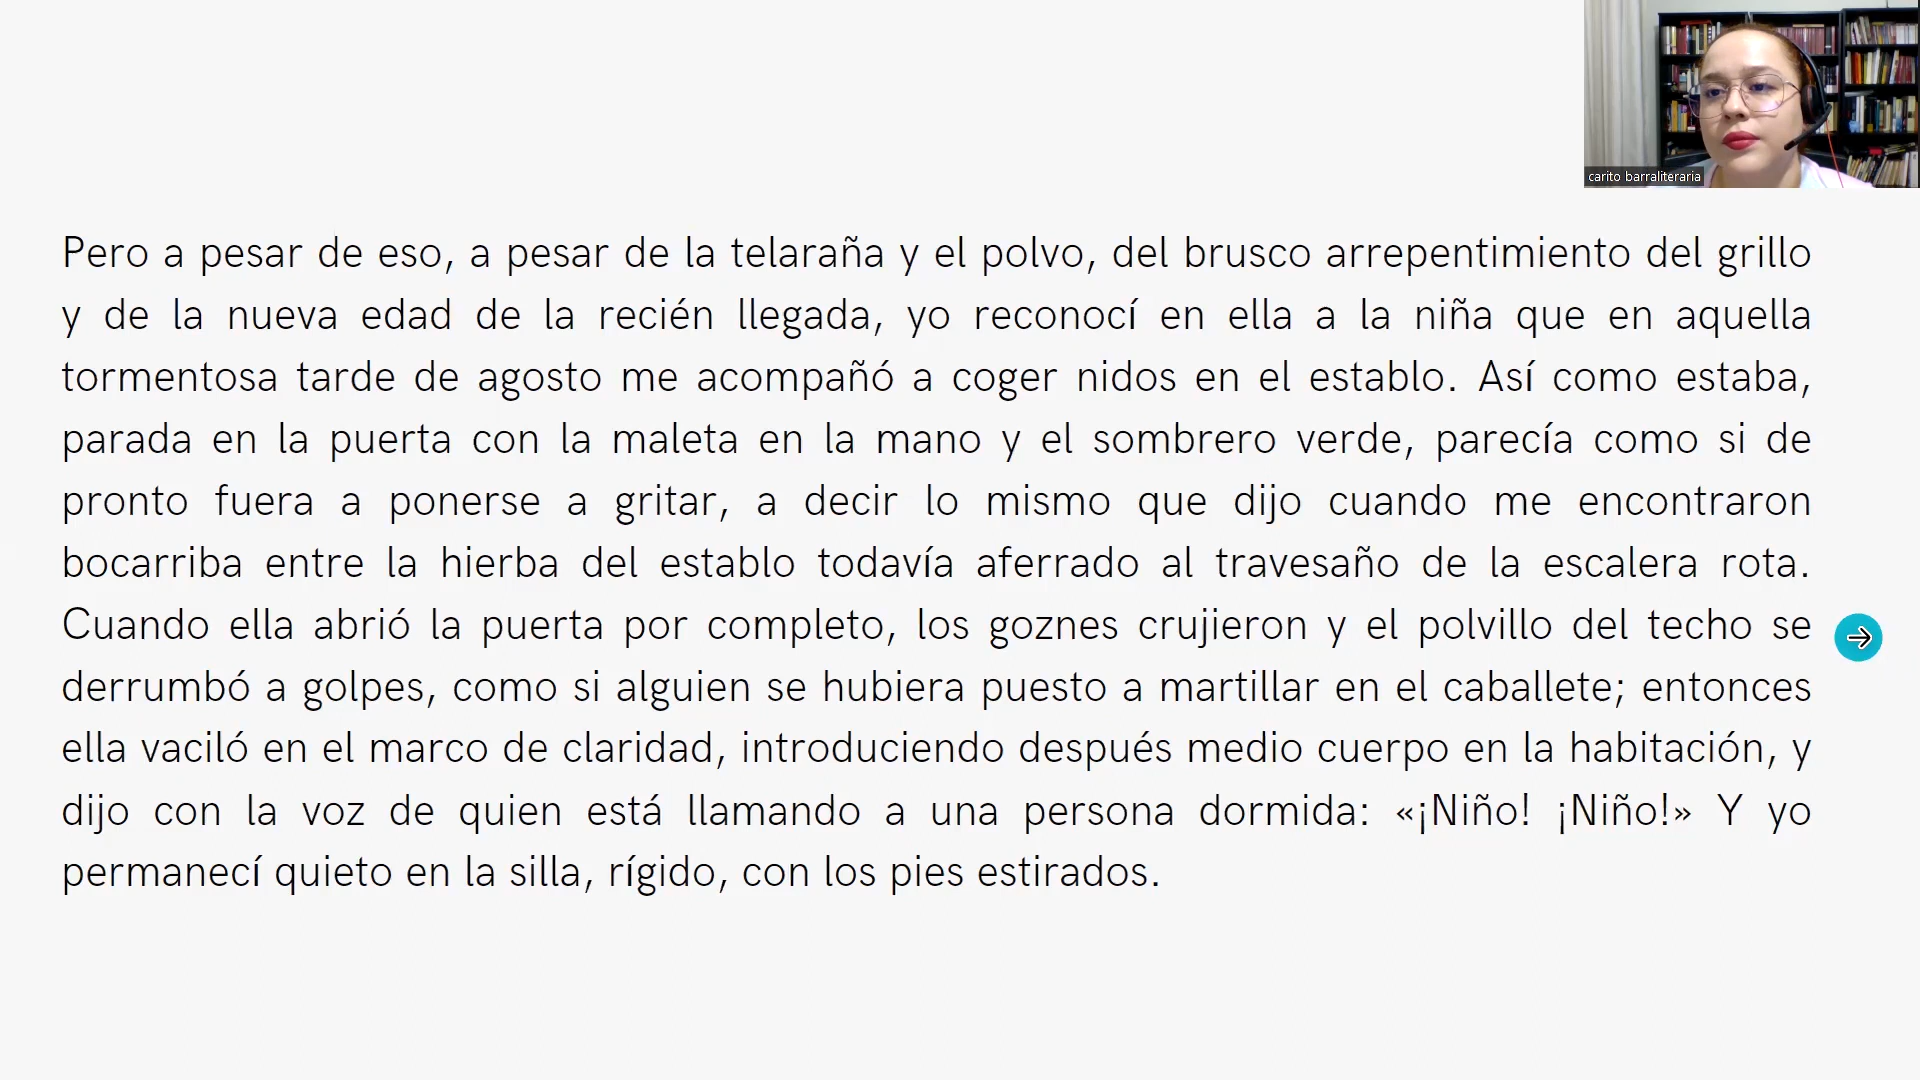 carito barraliteraria
Pero a pesar de eso, a pesar de la telaraña y el polvo, del brusco arrepentimiento del grillo
y de la nueva edad de la recién llegada, yo reconocí en ella a la niña que en aquella
tormentosa tarde de agosto me acompañó a coger nidos en el establo. Así como estaba,
parada en la puerta con la maleta en la mano y el sombrero verde, parecía como si de
pronto fuera a ponerse a gritar, a decir lo mismo que dijo cuando me encontraron
bocarriba entre la hierba del establo todavía aferrado al travesaño de la escalera rota.
Cuando ella abrió la puerta por completo, los goznes crujieron y el polvillo del techo se
derrumbó a golpes, como si alguien se hubiera puesto a martillar en el caballete; entonces
ella vaciló en el marco de claridad, introduciendo después medio cuerpo en la habitación, y
dijo con la voz de quien está llamando a una persona dormida: «¡Niño! ¡Niño!» Y yo
permanecí quieto en la silla, rígido, con los pies estirados.